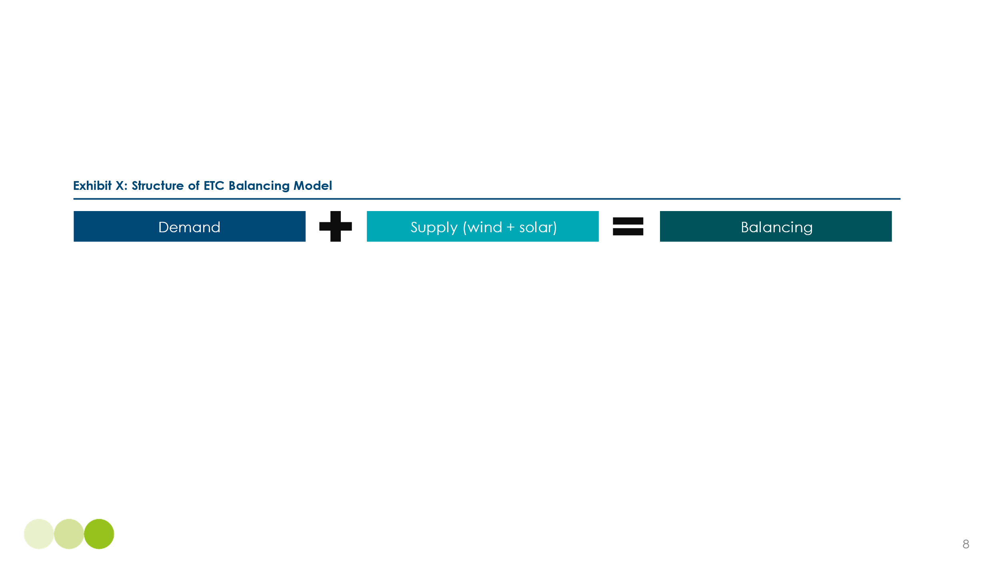 Exhibit X: Structure of ETC Balancing Model
Demand + Supply (wind + solar) = Balancing
8